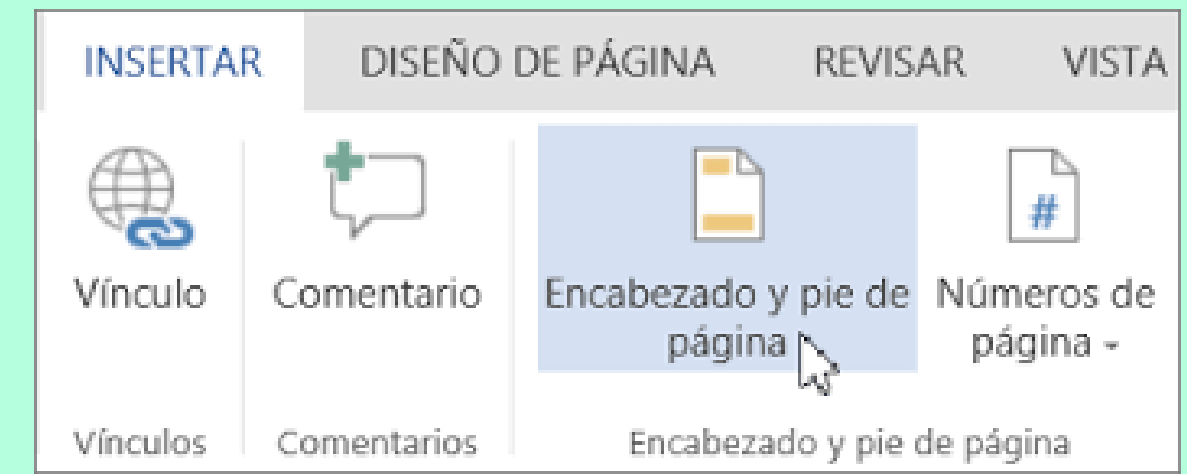 INSERTAR DISEÑO DE PÁGINA REVISAR VISTA
#
Vínculo Comentario Encabezado y pie de Números de
página página
Vínculos Comentarios Encabezado y pie de página